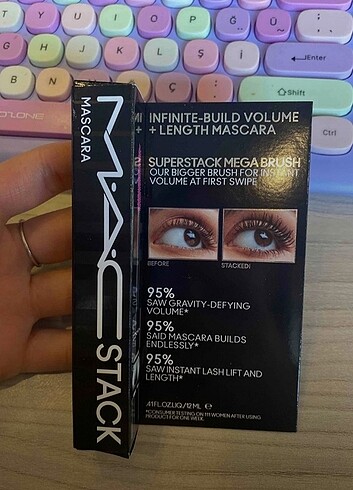 Y
U
I
O
P
Ğ
Ü
Enter
Ş
İ
Shift
Ö
Ç
Ctrl
ZONE
MASCARA
M·A·C
STACK
INFINITE-BUILD VOLUME
+ LENGTH MASCARA
SUPERSTACK MEGA BRUSH
OUR BIGGER BRUSH FOR INSTANT
VOLUME AT FIRST SWIPE
BEFORE
STACKED!
95%
SAW GRAVITY-DEFYING
VOLUME*
95%
SAID MASCARA BUILDS
ENDLESSLY*
95%
SAW INSTANT LASH LIFT AND
LENGTH*
.41 FL.OZ.LIQ/12 ML ℮
*CONSUMER TESTING ON 111 WOMEN AFTER USING
PRODUCT FOR ONE WEEK.